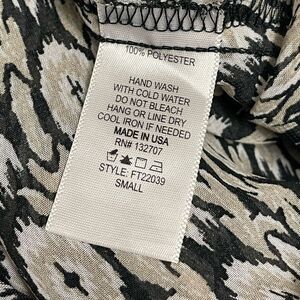 100% POLYESTER
HAND WASH
WITH COLD WATER
DO NOT BLEACH
HANG OR LINE DRY
COOL IRON IF NEEDED
MADE IN USA
RN# 132707
STYLE: FT22039
SMALL